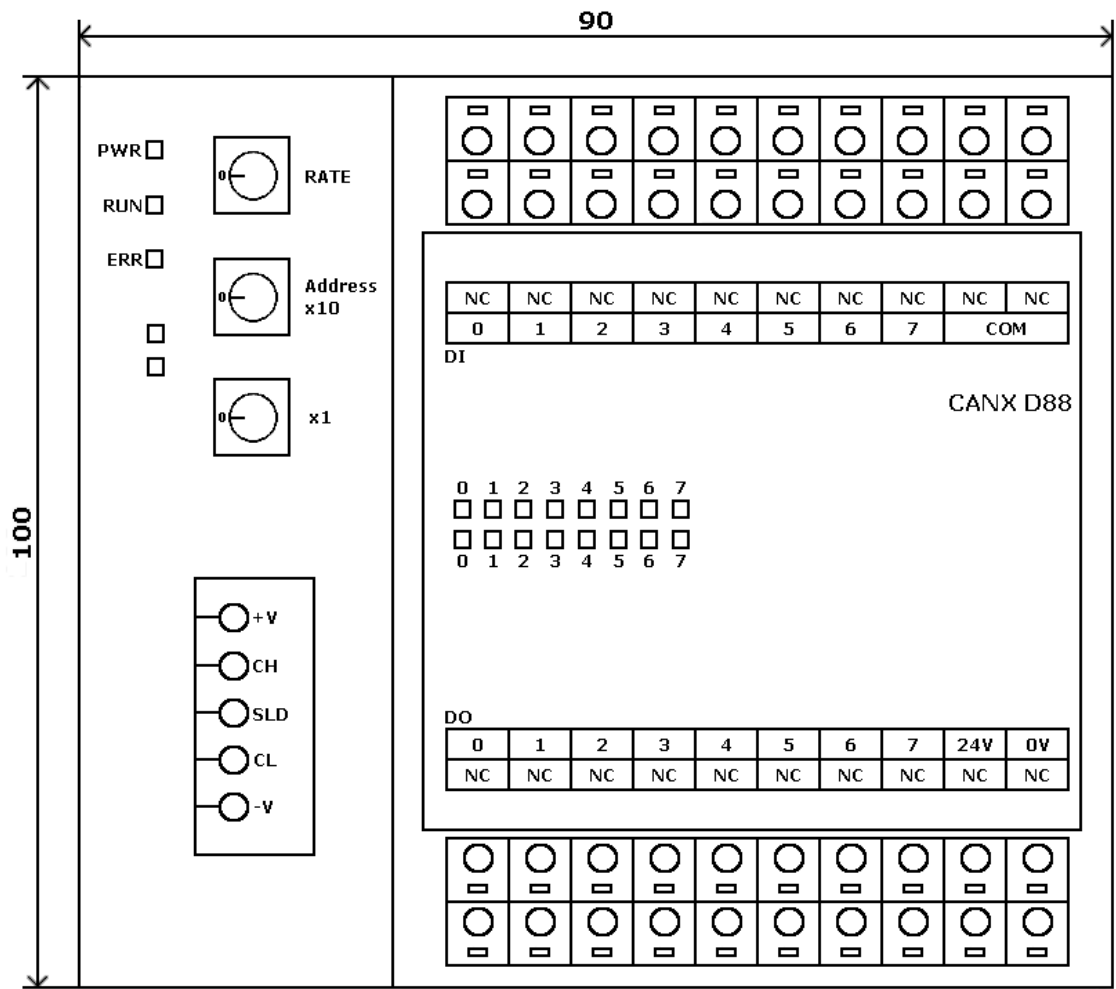 90
100
PWR
RUN
ERR
0 RATE
0 Address
x10
0 x1
+V
CH
SLD
CL
-V
NC NC NC NC NC NC NC NC NC NC
0 1 2 3 4 5 6 7 COM
DI
CANX D88
0 1 2 3 4 5 6 7
0 1 2 3 4 5 6 7
DO
0 1 2 3 4 5 6 7 24V 0V
NC NC NC NC NC NC NC NC NC NC